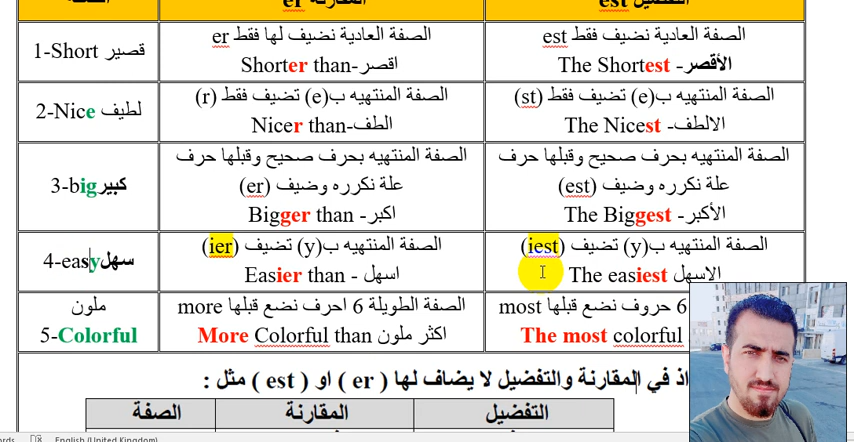 الصفة المقارنة er التفضيل est
1-Short قصير
الصفة العادية نضيف لها فقط er
Shorter than-اقصر
الصفة العادية نضيف فقط est
The Shortest -الأقصر
2-Nice لطيف
الصفة المنتهيه ب(e) تضيف فقط (r)
Nicer than-الطف
الصفة المنتهيه ب(e) تضيف فقط (st)
The Nicest -الالطف
3-big كبير
الصفة المنتهيه بحرف صحيح وقبلها حرف
علة نكرره وضيف (er)
Bigger than -اكبر
الصفة المنتهيه بحرف صحيح وقبلها حرف
علة نكرره وضيف (est)
The Biggest -الأكبر
4-easy سهل
الصفة المنتهيه ب(y) تضيف (ier)
Easier than - اسهل
الصفة المنتهيه ب(y) تضيف (iest)
The easiest الاسهل
ملون
5-Colorful
الصفة الطويلة 6 احرف نضع قبلها more
More Colorful than اكثر ملون
6 حروف نضع قبلها most
The most colorful
اذ في المقارنة والتفضيل لا يضاف لها ( er ) او ( est ) مثل :
الصفة المقارنة التفضيل
English (United Kingdom)